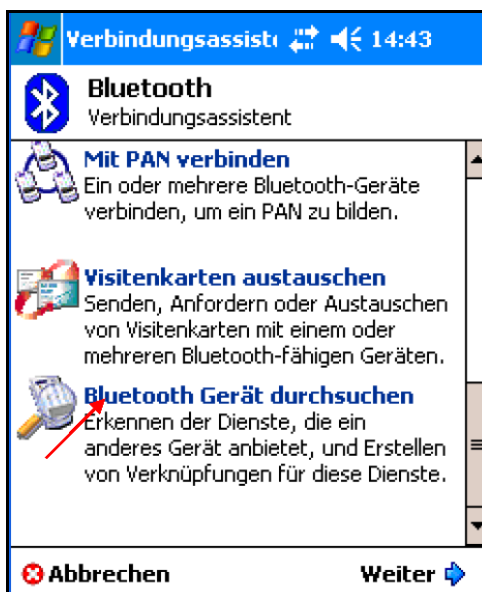 Verbindungsassiste 14:43
Bluetooth
Verbindungsassistent
Mit PAN verbinden
Ein oder mehrere Bluetooth-Geräte
verbinden, um ein PAN zu bilden.
Visitenkarten austauschen
Senden, Anfordern oder Austauschen
von Visitenkarten mit einem oder
mehreren Bluetooth-fähigen Geräten.
Bluetooth Gerät durchsuchen
Erkennen der Dienste, die ein
anderes Gerät anbietet, und Erstellen
von Verknüpfungen für diese Dienste.
Abbrechen Weiter